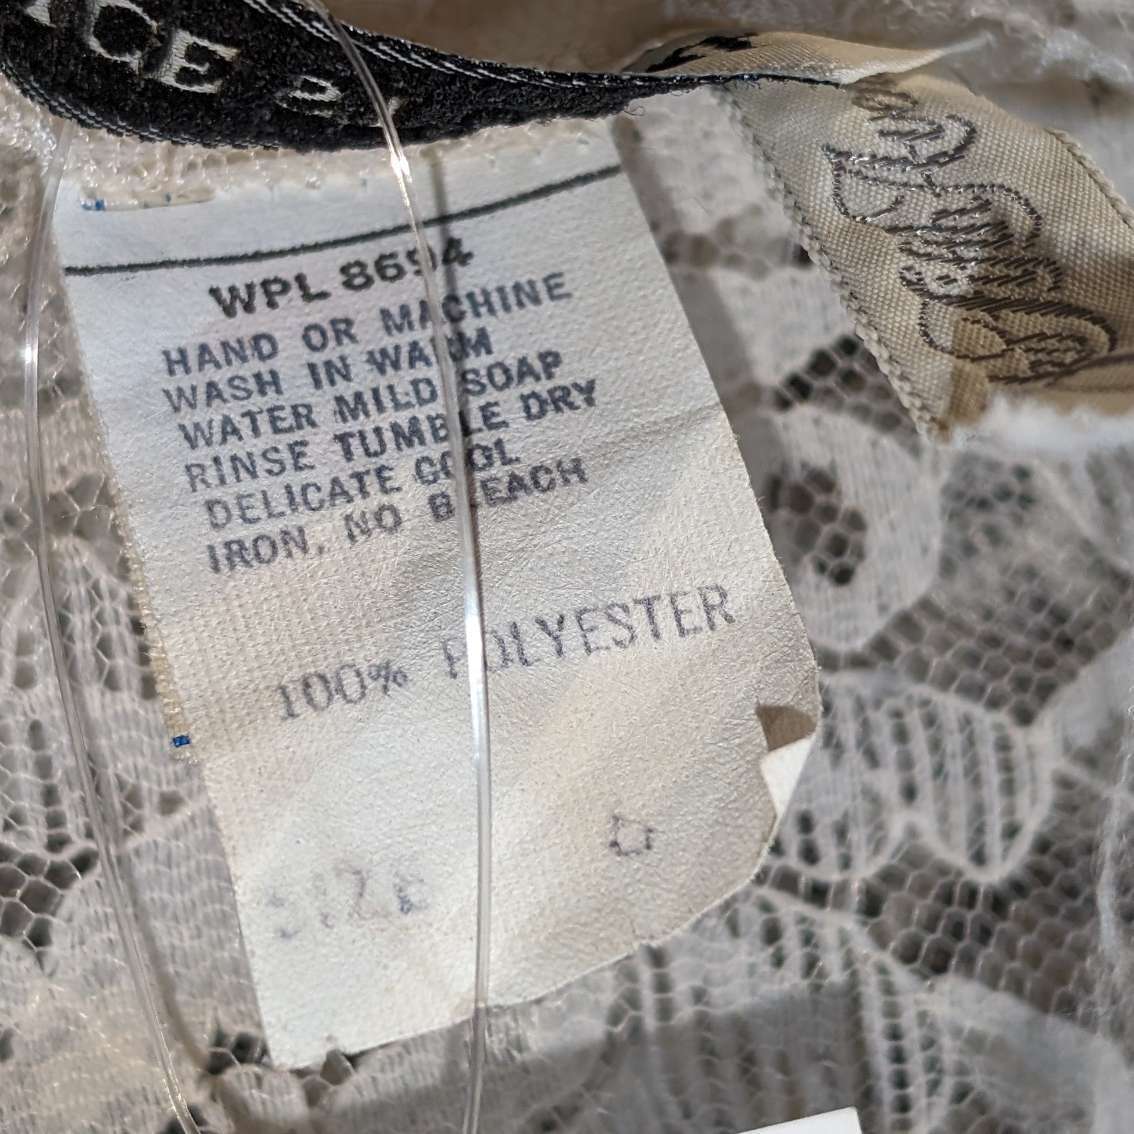 WPL 8694
HAND OR MACHINE
WASH IN WARM
WATER MILD SOAP
RINSE TUMBLE DRY
DELICATE COOL
IRON, NO BLEACH
100% POLYESTER
SIZE